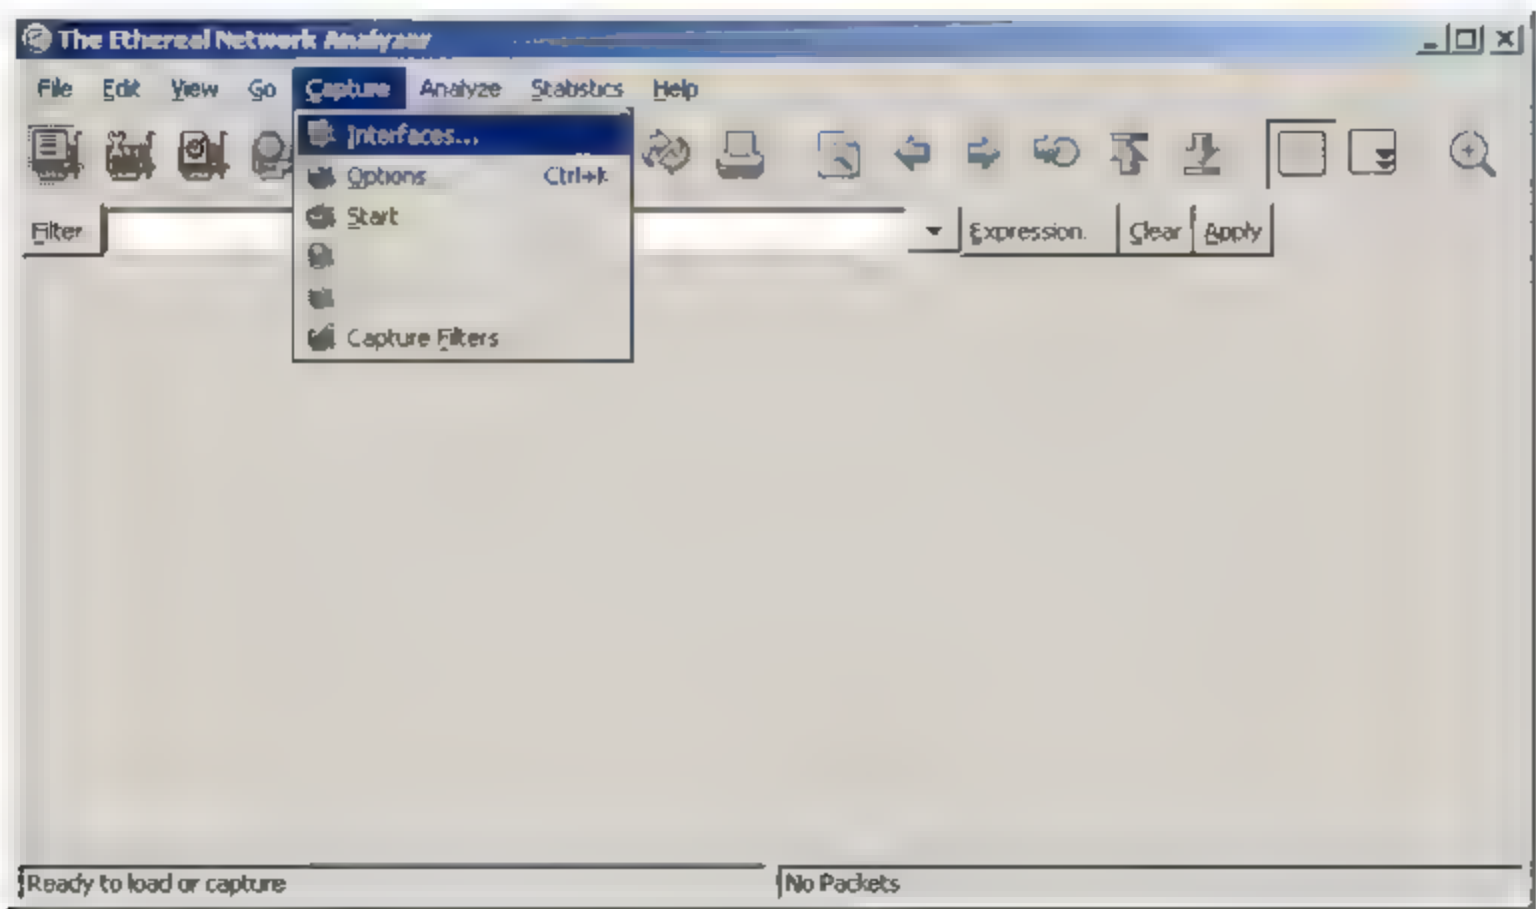 The Ethereal Network Analyzer
File Edit View Go Capture Analyze Statistics Help
Interfaces...
Options Ctrl+K
Start
Filter Expression. Clear Apply
Capture Filters
Ready to load or capture No Packets